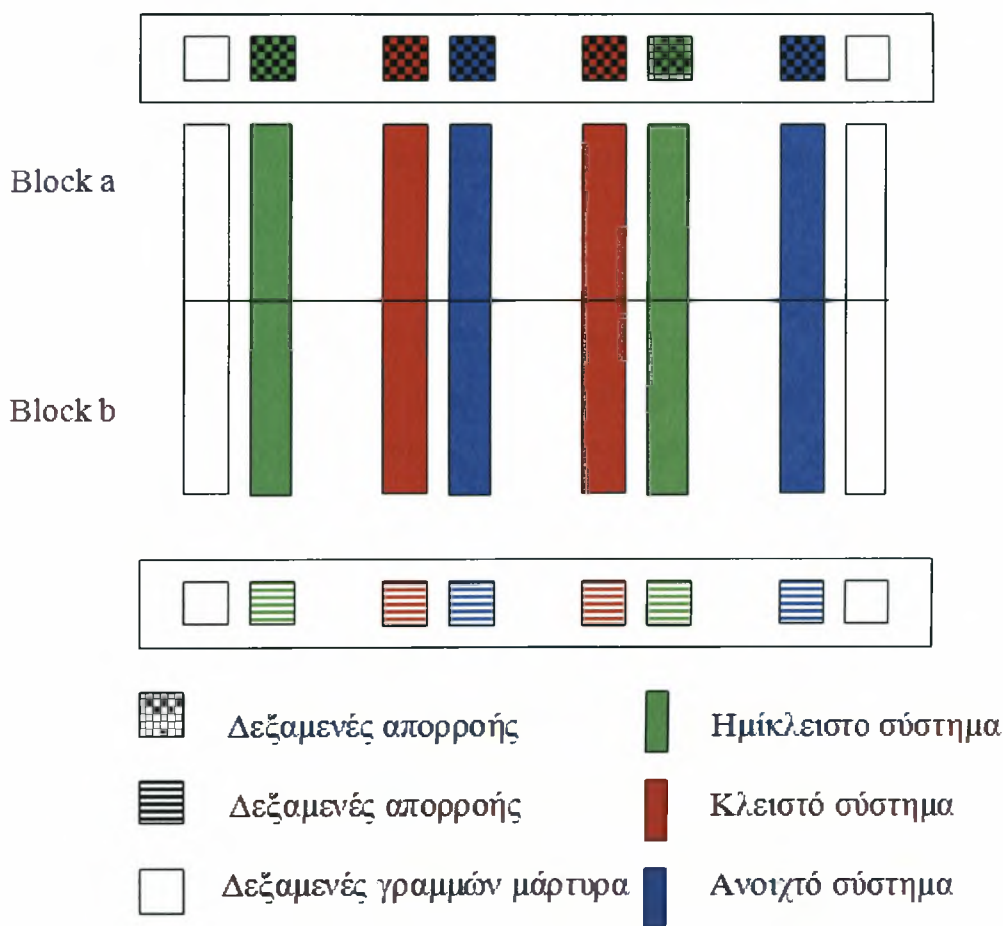 Block a
Block b
Δεξαμενές απορροής
Ημίκλειστο σύστημα
Δεξαμενές απορροής
Κλειστό σύστημα
Δεξαμενές γραμμών μάρτυρα
Ανοιχτό σύστημα